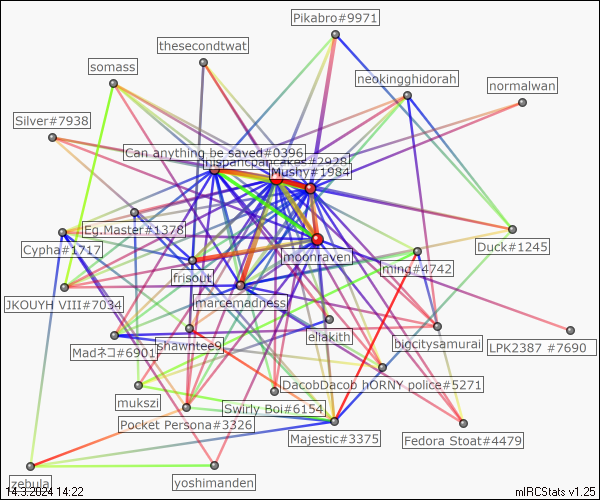 Pikabro#9971
thesecondtwat
somass
neokingghidorah
normalwan
Silver#7938
Can anything be saved#0396
hispanicpancakes#2928
Mushy#1984
Eg.Master#1378
Cypha#1717
Duck#1245
moonraven
ming#4742
frisout
JKOUYH VIII#7034
marcemadness
eliakith
bigcitysamurai
LPK2387 #7690
Madネコ#6901
shawntee9
DacobDacob hORNY police#5271
mukszi
Swirly Boi#6154
Pocket Persona#3326
Majestic#3375
Fedora Stoat#4479
zebula
yoshimanden
14.3.2024 14:22
mIRCStats v1.25